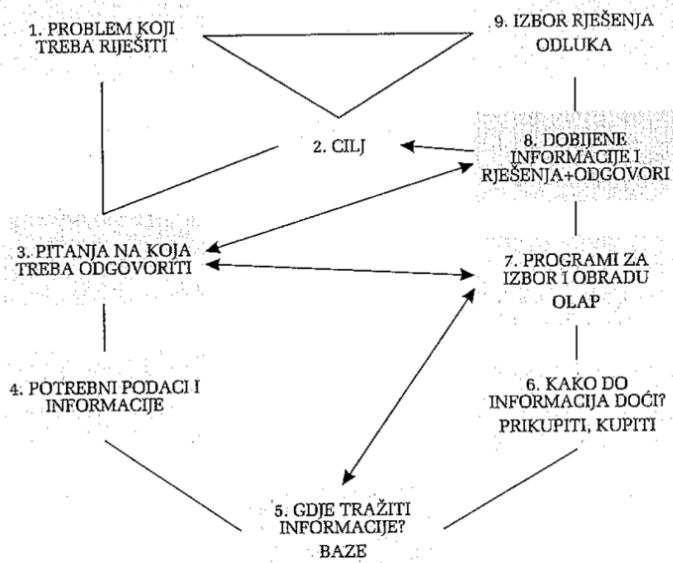 1. PROBLEM KOJI
TREBA RIJEŠITI
9. IZBOR RJEŠENJA
ODLUKA
2. CILJ
8. DOBIJENE
INFORMACIJE I
RJEŠENJA+ODGOVORI
3. PITANJA NA KOJA
TREBA ODGOVORITI
7. PROGRAMI ZA
IZBOR I OBRADU
OLAP
4. POTREBNI PODACI I
INFORMACIJE
6. KAKO DO
INFORMACIJA DOĆI?
PRIKUPITI, KUPITI
5. GDJE TRAŽITI
INFORMACIJE?
BAZE